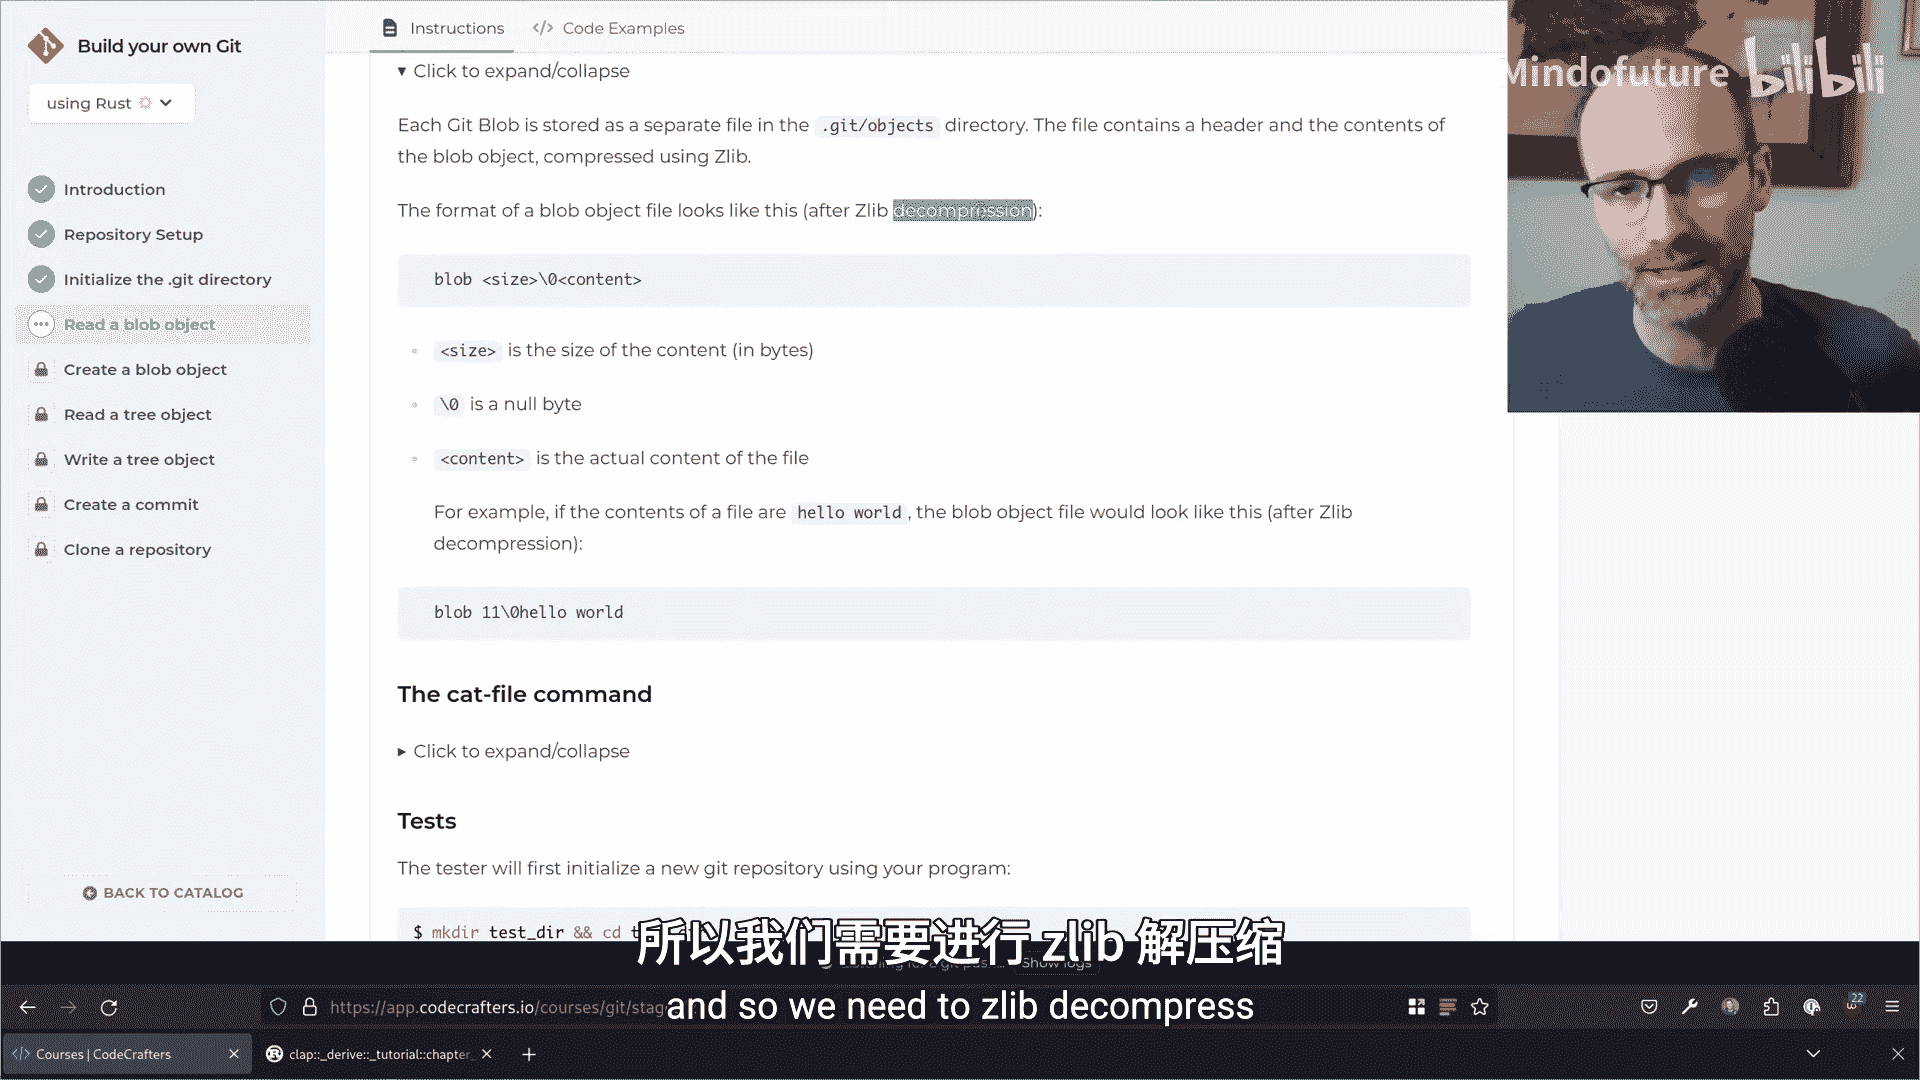 Build your own Git
using Rust
Introduction
Repository Setup
Initialize the .git directory
Read a blob object
Create a blob object
Read a tree object
Write a tree object
Create a commit
Clone a repository
BACK TO CATALOG
Instructions
</> Code Examples
▾ Click to expand/collapse
Each Git Blob is stored as a separate file in the .git/objects directory. The file contains a header and the contents of
the blob object, compressed using Zlib.
The format of a blob object file looks like this (after Zlib decompression):
blob <size>\0<content>
<size> is the size of the content (in bytes)
\0 is a null byte
<content> is the actual content of the file
For example, if the contents of a file are hello world, the blob object file would look like this (after Zlib
decompression):
blob 11\0hello world
The cat-file command
▸ Click to expand/collapse
Tests
The tester will first initialize a new git repository using your program:
$ mkdir test_dir && cd
Mindofuture bilibili
所以我们需要进行 zlib 解压缩
Show logs
and so we need to zlib decompress
https://app.codecrafters.io/courses/git/stag
22
</> Courses | CodeCrafters
clap::_derive::_tutorial::chapter_